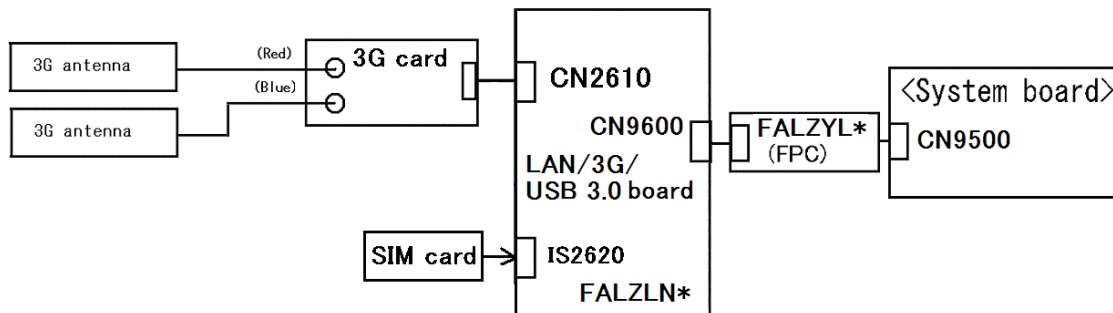 3G antenna
(Red)
3G card
3G antenna
(Blue)
CN2610
CN9600
LAN/3G/
USB 3.0 board
SIM card
IS2620
FALZLN*
FALZYL*
(FPC)
<System board>
CN9500